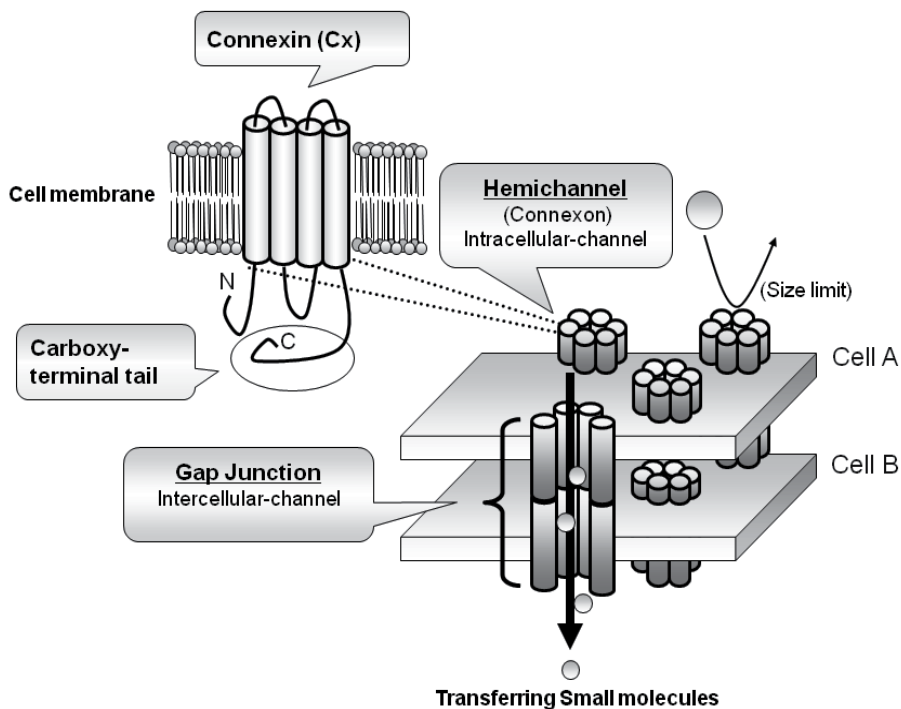 Connexin (Cx)
Cell membrane
Hemichannel
(Connexon)
Intracellular-channel
(Size limit)
N
C
Carboxy-
terminal tail
Cell A
Gap Junction
Intercellular-channel
Cell B
Transferring Small molecules